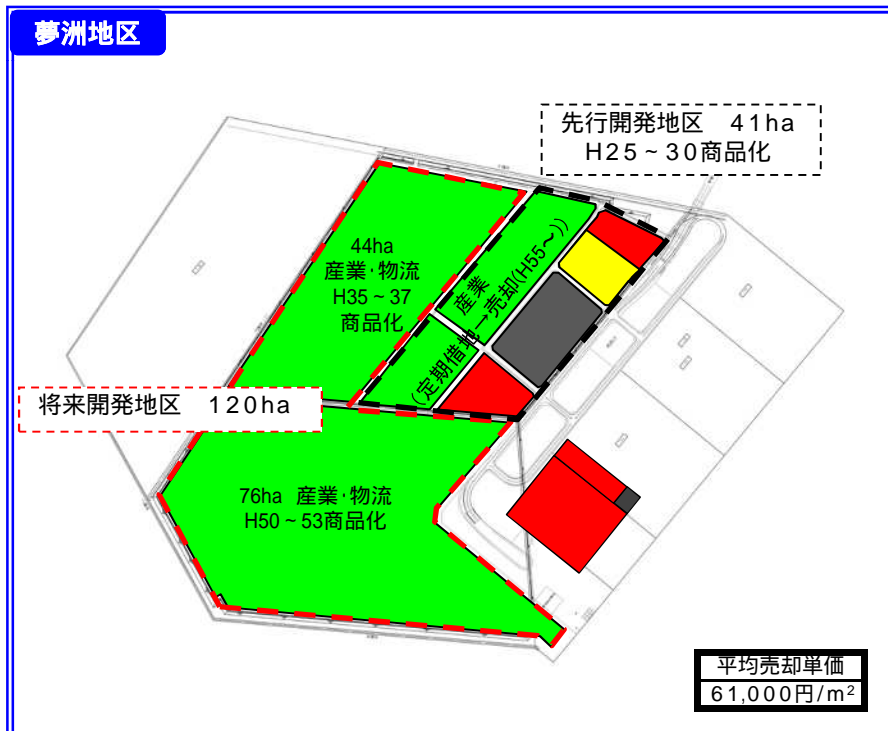 夢洲地区
先行開発地区 41ha
H25~30商品化
44ha
産業・物流
H35~37
商品化
産業
(定期借地→売却(H55~))
将来開発地区 120ha
76ha 産業・物流
H50~53商品化
平均売却単価
61,000円/m²